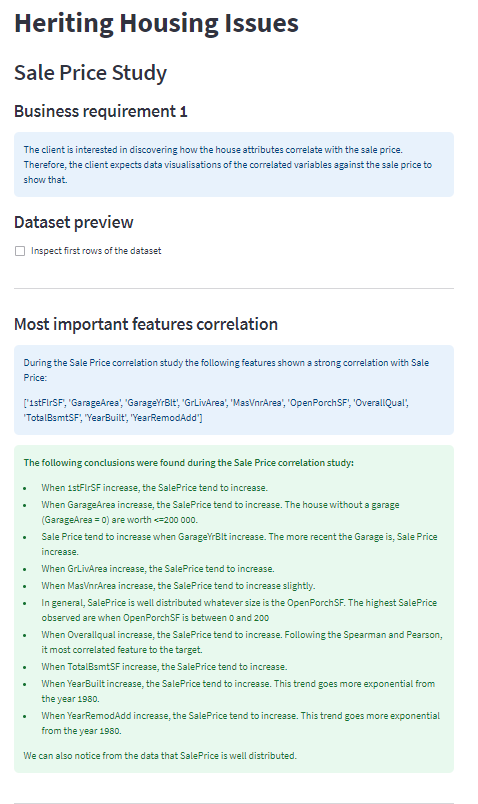 Heriting Housing Issues
Sale Price Study
Business requirement 1
The client is interested in discovering how the house attributes correlate with the sale price.
Therefore, the client expects data visualisations of the correlated variables against the sale price to
show that.
Dataset preview
Inspect first rows of the dataset
Most important features correlation
During the Sale Price correlation study the following features shown a strong correlation with Sale
Price:
['1stFlrSF', 'GarageArea', 'GarageYrBlt', 'GrLivArea', 'MasVnrArea', 'OpenPorchSF', 'OverallQual',
'TotalBsmtSF', 'YearBuilt', 'YearRemodAdd']
The following conclusions were found during the Sale Price correlation study:
• When 1stFlrSF increase, the SalePrice tend to increase.
• When GarageArea increase, the SalePrice tend to increase. The house without a garage
(GarageArea = 0) are worth <=200 000.
• Sale Price tend to increase when GarageYrBlt increase. The more recent the Garage is, Sale Price
increase.
• When GrLivArea increase, the SalePrice tend to increase.
• When MasVnrArea increase, the SalePrice tend to increase slightly.
• In general, SalePrice is well distributed whatever size is the OpenPorchSF. The highest SalePrice
observed are when OpenPorchSF is between 0 and 200
• When Overallqual increase, the SalePrice tend to increase. Following the Spearman and Pearson,
it most correlated feature to the target.
• When TotalBsmtSF increase, the SalePrice tend to increase.
• When YearBuilt increase, the SalePrice tend to increase. This trend goes more exponential from
the year 1980.
• When YearRemodAdd increase, the SalePrice tend to increase. This trend goes more exponential
from the year 1980.
We can also notice from the data that SalePrice is well distributed.